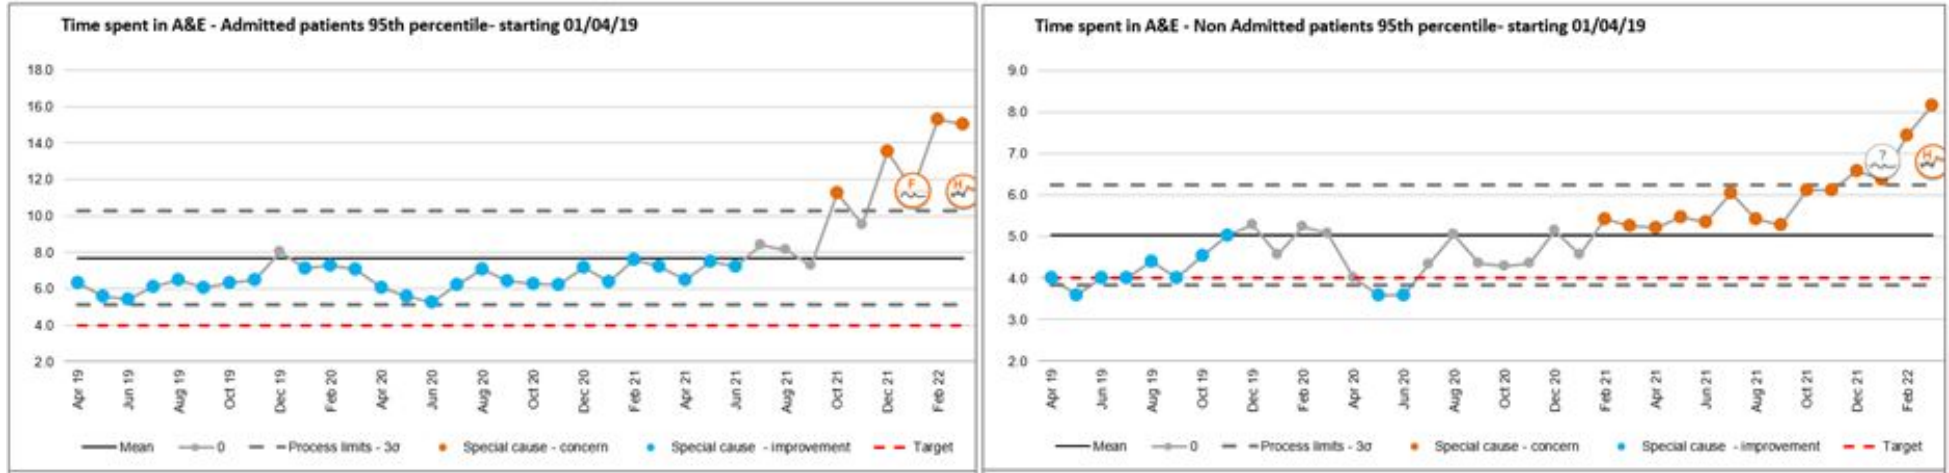 Time spent in A&E - Admitted patients 95th percentile- starting 01/04/19
18.0
16.0
14.0
12.0
10.0
8.0
6.0
4.0
2.0
F
H
Apr 19 Jun 19 Aug 19 Oct 19 Dec 19 Feb 20 Apr 20 Jun 20 Aug 20 Oct 20 Dec 20 Feb 21 Apr 21 Jun 21 Aug 21 Oct 21 Dec 21 Feb 22
Mean 0 Process limits - 3σ Special cause - concern Special cause - improvement Target
Time spent in A&E - Non Admitted patients 95th percentile- starting 01/04/19
9.0
8.0
7.0
6.0
5.0
4.0
3.0
2.0
?
H
Apr 19 Jun 19 Aug 19 Oct 19 Dec 19 Feb 20 Apr 20 Jun 20 Aug 20 Oct 20 Dec 20 Feb 21 Apr 21 Jun 21 Aug 21 Oct 21 Dec 21 Feb 22
Mean 0 Process limits - 3σ Special cause - concern Special cause - improvement Target